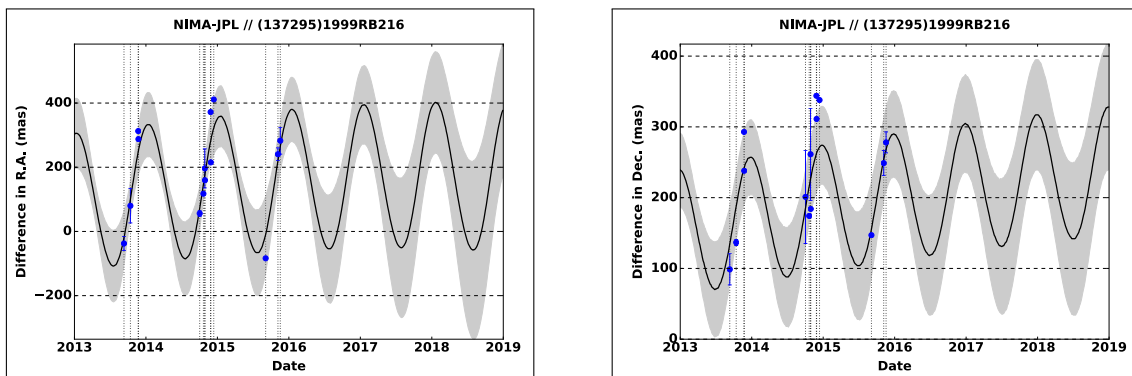 NIMA-JPL // (137295)1999RB216
Difference in R.A. (mas)
400
200
0
−200
2013 2014 2015 2016 2017 2018 2019
Date
NIMA-JPL // (137295)1999RB216
Difference in Dec. (mas)
400
300
200
100
0
2013 2014 2015 2016 2017 2018 2019
Date